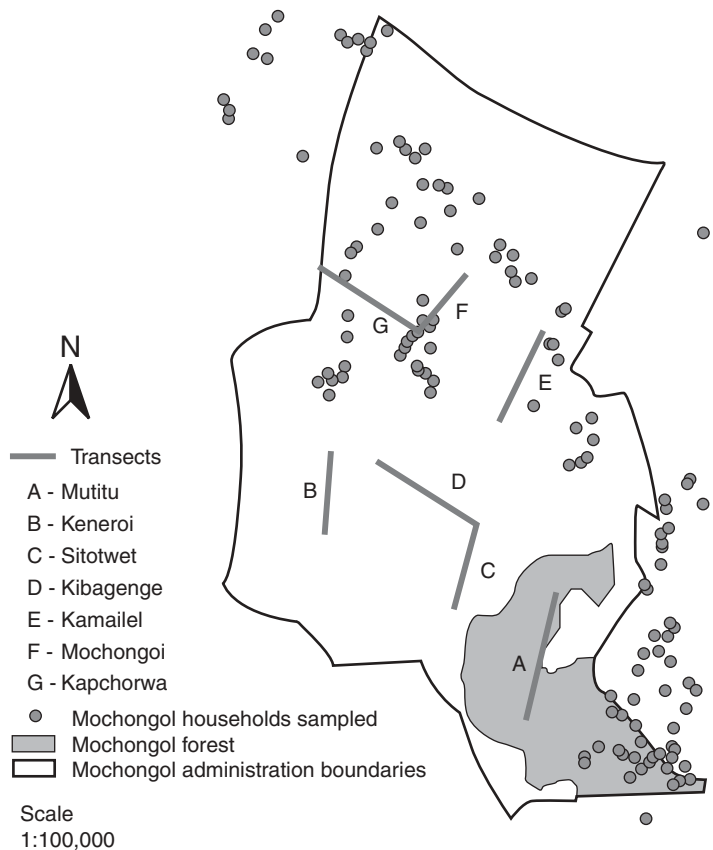 G
F
E
D
B
C
A
N
Transects
A - Mutitu
B - Keneroi
C - Sitotwet
D - Kibagenge
E - Kamailel
F - Mochongoi
G - Kapchorwa
Mochongol households sampled
Mochongol forest
Mochongol administration boundaries
Scale
1:100,000